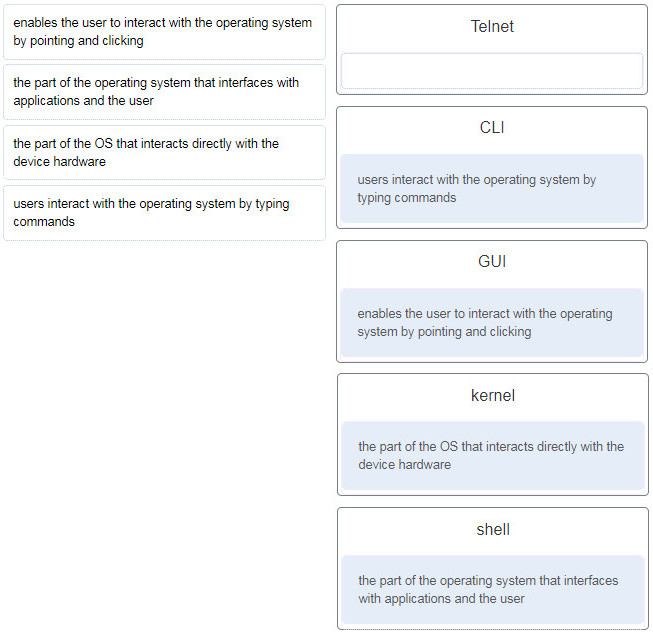 enables the user to interact with the operating system
by pointing and clicking
the part of the operating system that interfaces with
applications and the user
the part of the OS that interacts directly with the
device hardware
users interact with the operating system by typing
commands
Telnet
CLI
users interact with the operating system by
typing commands
GUI
enables the user to interact with the operating
system by pointing and clicking
kernel
the part of the OS that interacts directly with the
device hardware
shell
the part of the operating system that interfaces
with applications and the user